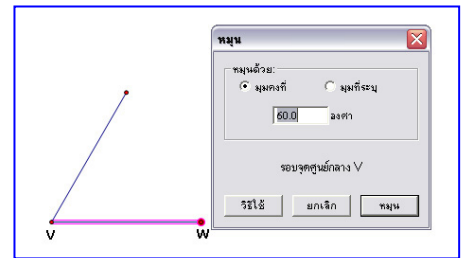 หมุน
หมุนด้วย:
มุมคงที่ มุมที่ระบุ
60.0 องศา
รอบจุดศูนย์กลาง V
วิธีใช้ ยกเลิก หมุน
V W